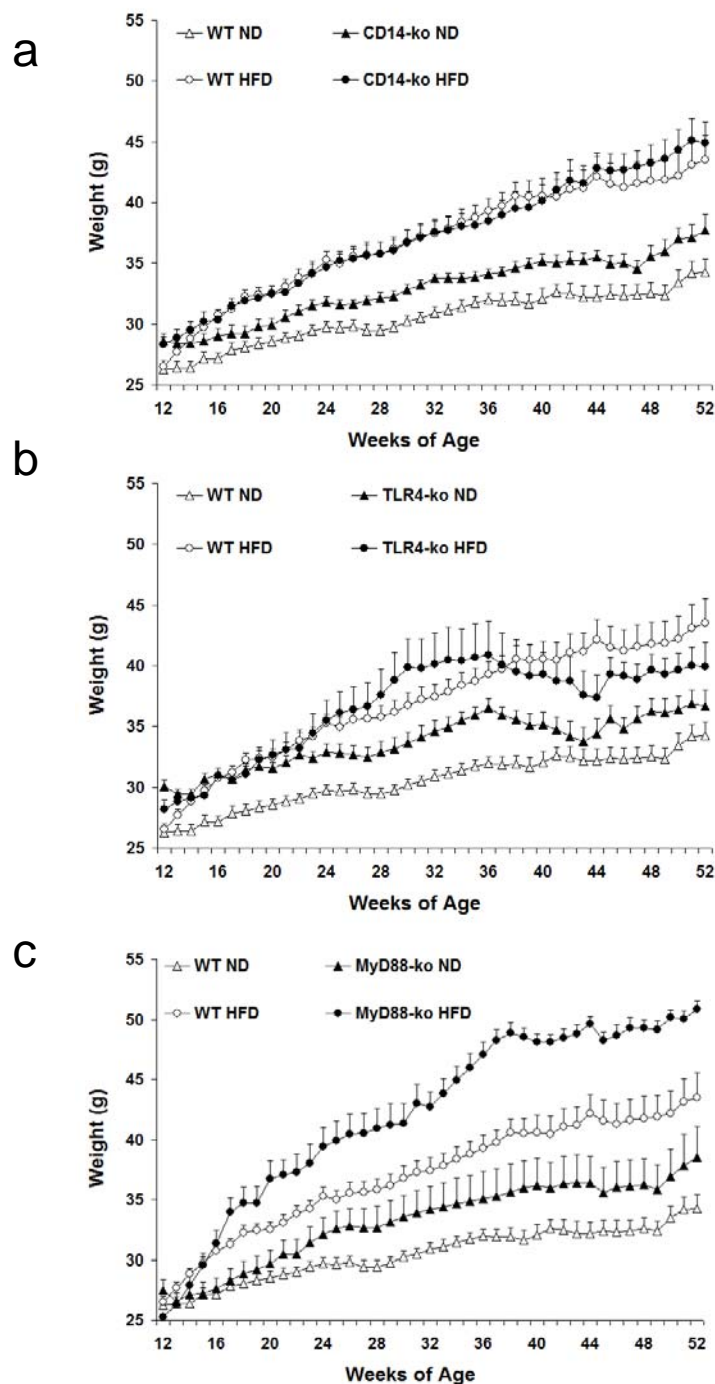 a
WT ND CD14-ko ND
WT HFD CD14-ko HFD
55
50
45
40
35
30
25
Weight (g)
12 16 20 24 28 32 36 40 44 48 52
Weeks of Age
b
WT ND TLR4-ko ND
WT HFD TLR4-ko HFD
55
50
45
40
35
30
25
Weight (g)
12 16 20 24 28 32 36 40 44 48 52
Weeks of Age
c
WT ND MyD88-ko ND
WT HFD MyD88-ko HFD
55
50
45
40
35
30
25
Weight (g)
12 16 20 24 28 32 36 40 44 48 52
Weeks of Age